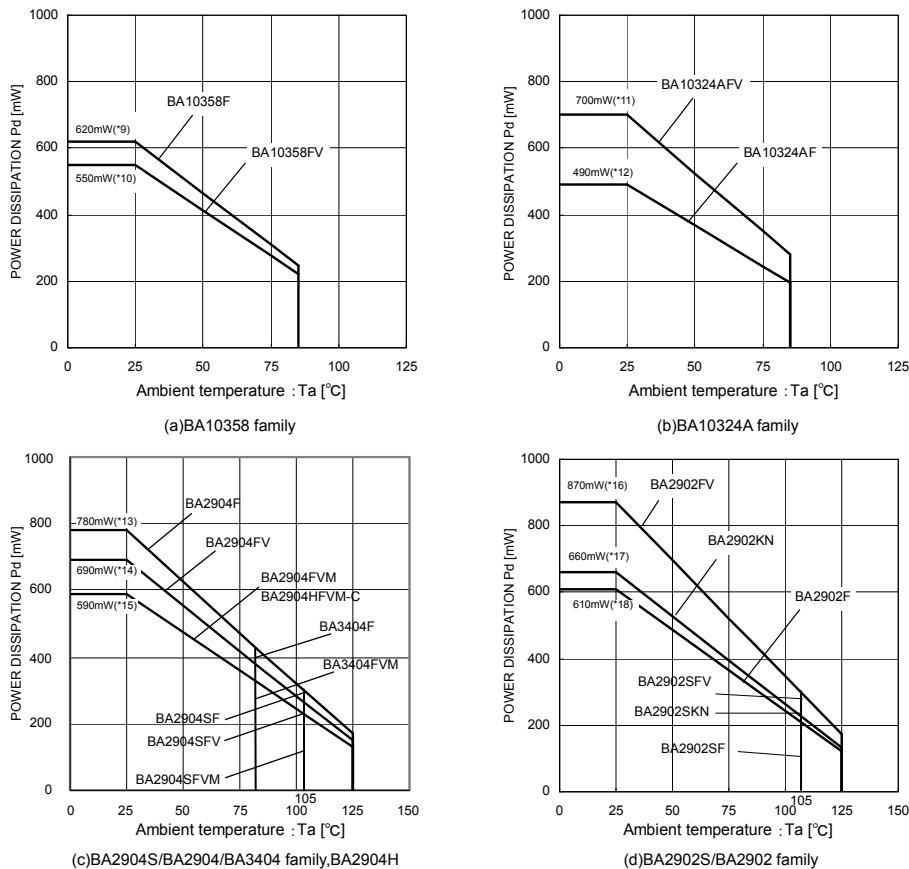 1000
800
600
400
200
0
POWER DISSIPATION Pd [mW]
620mW(*9)
550mW(*10)
BA10358F
BA10358FV
0 25 50 75 100 125
Ambient temperature : Ta [°C]
(a)BA10358 family
1000
800
600
400
200
0
POWER DISSIPATION Pd [mW]
700mW(*11)
490mW(*12)
BA10324AFV
BA10324AF
0 25 50 75 100 125
Ambient temperature : Ta [°C]
(b)BA10324A family
1000
800
600
400
200
0
POWER DISSIPATION Pd [mW]
780mW(*13)
690mW(*14)
590mW(*15)
BA2904F
BA2904FV
BA2904FVM
BA2904HFVM-C
BA3404F
BA3404FVM
BA2904SF
BA2904SFV
BA2904SFVM
105
0 25 50 75 100 125 150
Ambient temperature : Ta [°C]
(c)BA2904S/BA2904/BA3404 family,BA2904H
1000
800
600
400
200
0
POWER DISSIPATION Pd [mW]
870mW(*16)
660mW(*17)
610mW(*18)
BA2902FV
BA2902KN
BA2902F
BA2902SFV
BA2902SKN
BA2902SF
105
0 25 50 75 100 125 150
Ambient temperature : Ta [°C]
(d)BA2902S/BA2902 family